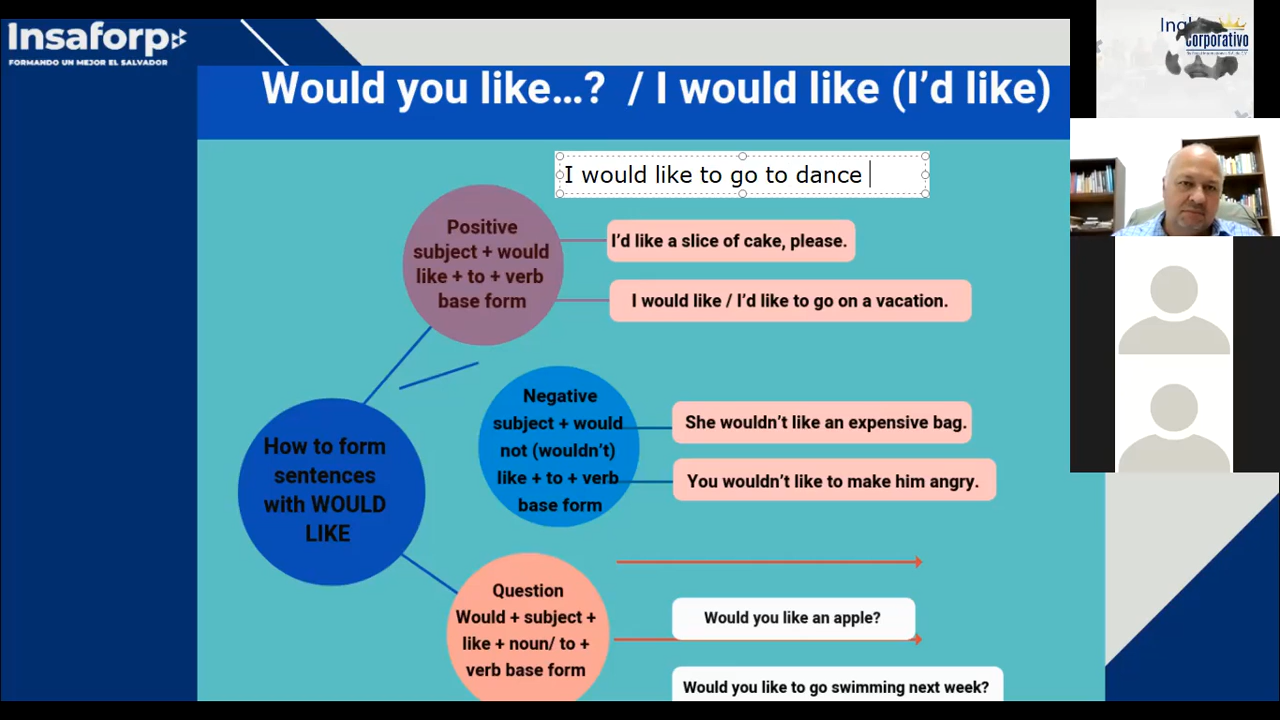 Insaforp
FORMANDO UN MEJOR EL SALVADOR
Would you like...? / I would like (I'd like)
I would like to go to dance
Positive
subject + would
like + to + verb
base form
I'd like a slice of cake, please.
I would like / I'd like to go on a vacation.
Negative
subject + would
not (wouldn't)
like + to + verb
base form
She wouldn't like an expensive bag.
You wouldn't like to make him angry.
How to form
sentences
with WOULD
LIKE
Question
Would + subject +
like + noun/ to +
verb base form
Would you like an apple?
Would you like to go swimming next week?
Corporativo